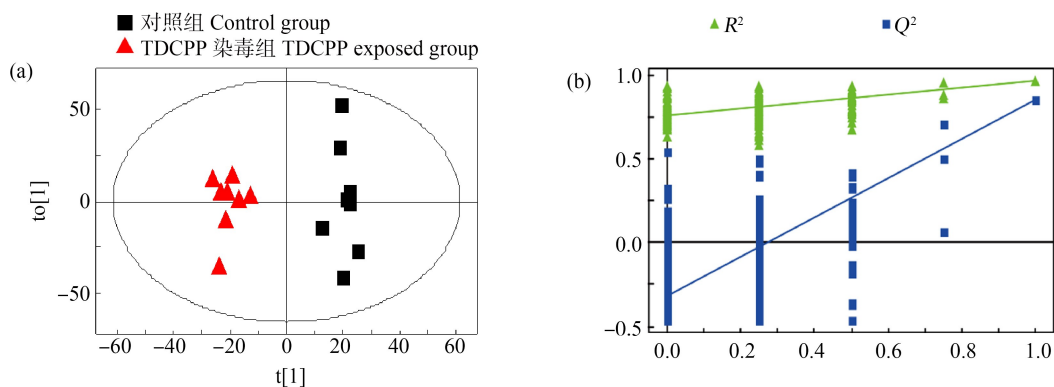 对照组 Control group
TDCPP 染毒组 TDCPP exposed group
(a)
50
0
−50
to[1]
−60 −40 −20 0 20 40 60
t[1]
R² Q²
(b)
1.0
0.5
0.0
−0.5
0.0 0.2 0.4 0.6 0.8 1.0